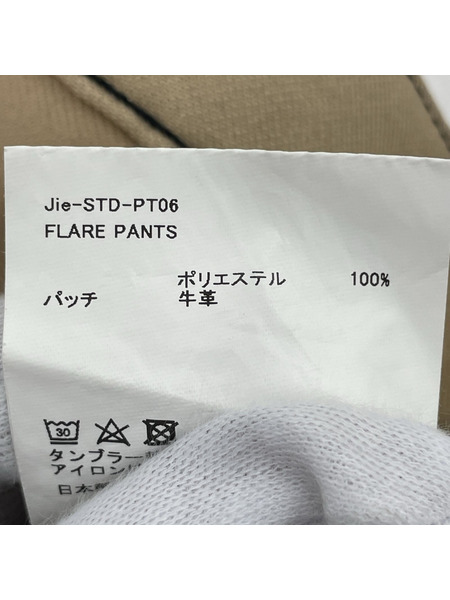 Jie-STD-PT06
FLARE PANTS
ポリエステル 100%
パッチ 牛革
30
タンブラー
アイロン
日本